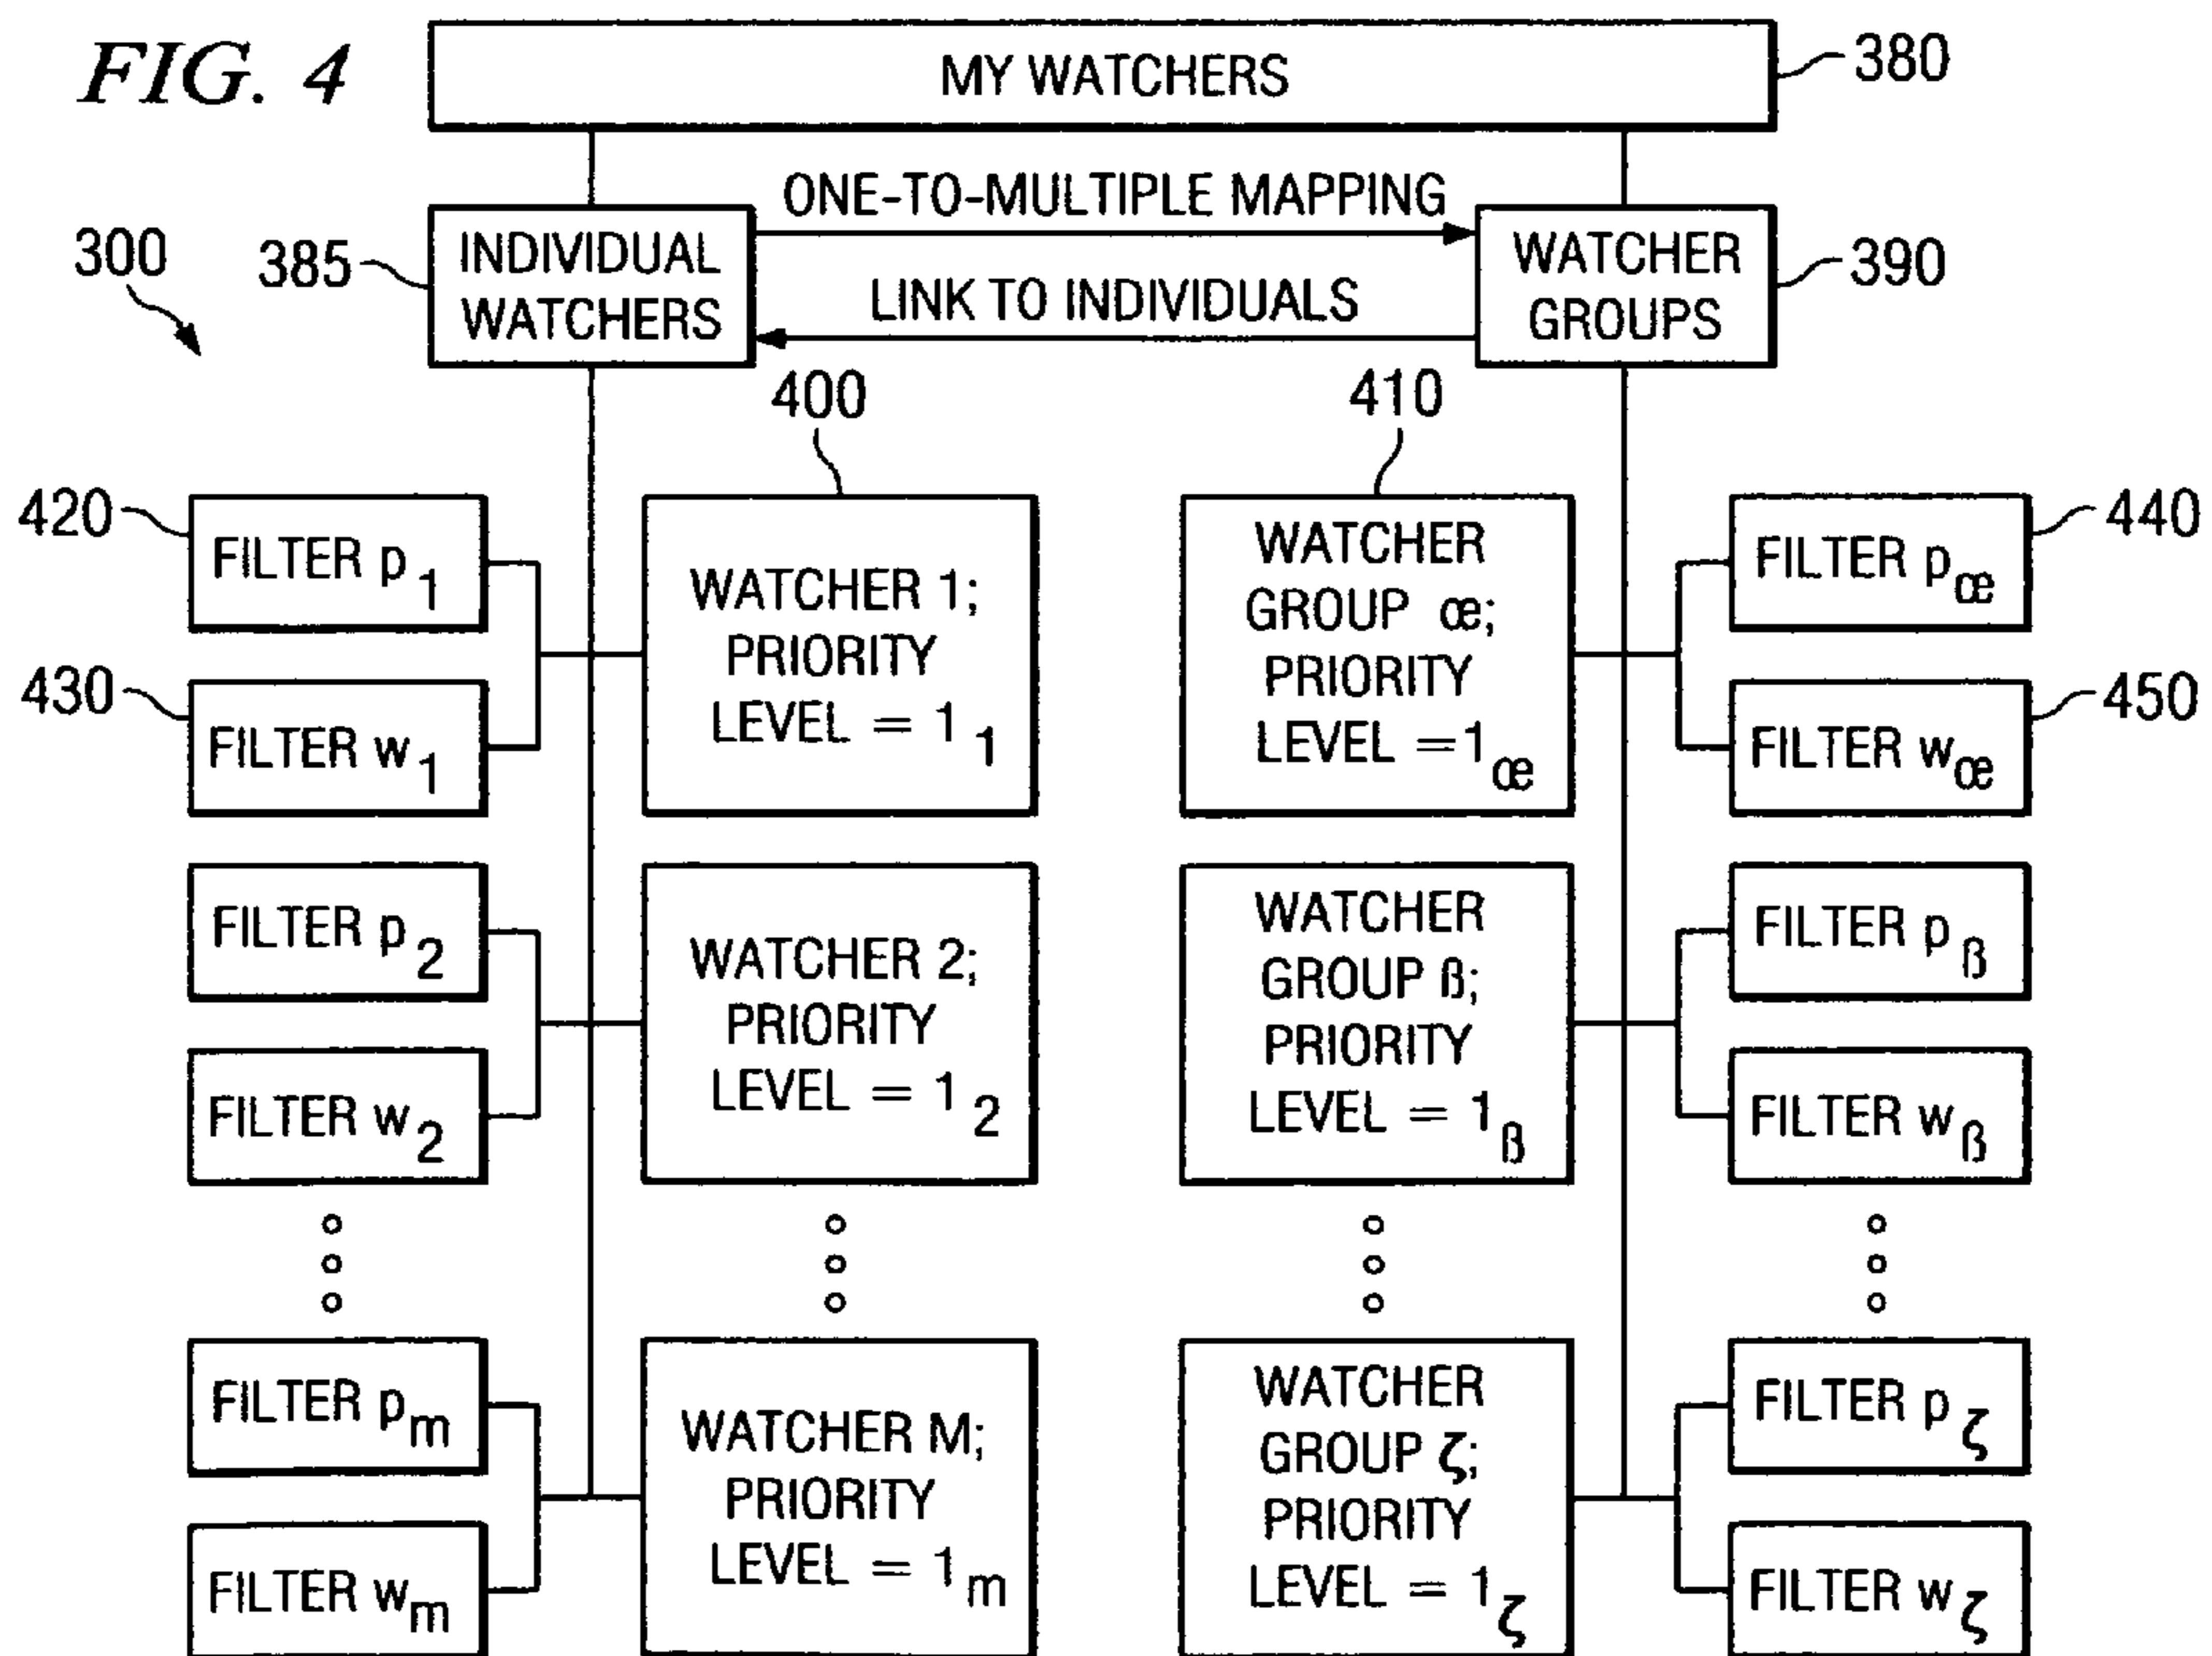 FIG. 4
MY WATCHERS
380
ONE-TO-MULTIPLE MAPPING
300
385
INDIVIDUAL
WATCHERS
WATCHER
GROUPS
390
LINK TO INDIVIDUALS
400
410
420
FILTER p1
430
FILTER w1
WATCHER 1;
PRIORITY
LEVEL = 1 1
WATCHER
GROUP œ;
PRIORITY
LEVEL =1œ
FILTER pœ
440
FILTER wœ
450
FILTER p2
FILTER w2
WATCHER 2;
PRIORITY
LEVEL = 1 2
WATCHER
GROUP ß;
PRIORITY
LEVEL = 1ß
FILTER pß
FILTER wß
FILTER pm
FILTER wm
WATCHER M;
PRIORITY
LEVEL = 1m
WATCHER
GROUP ζ;
PRIORITY
LEVEL = 1ζ
FILTER pζ
FILTER wζ